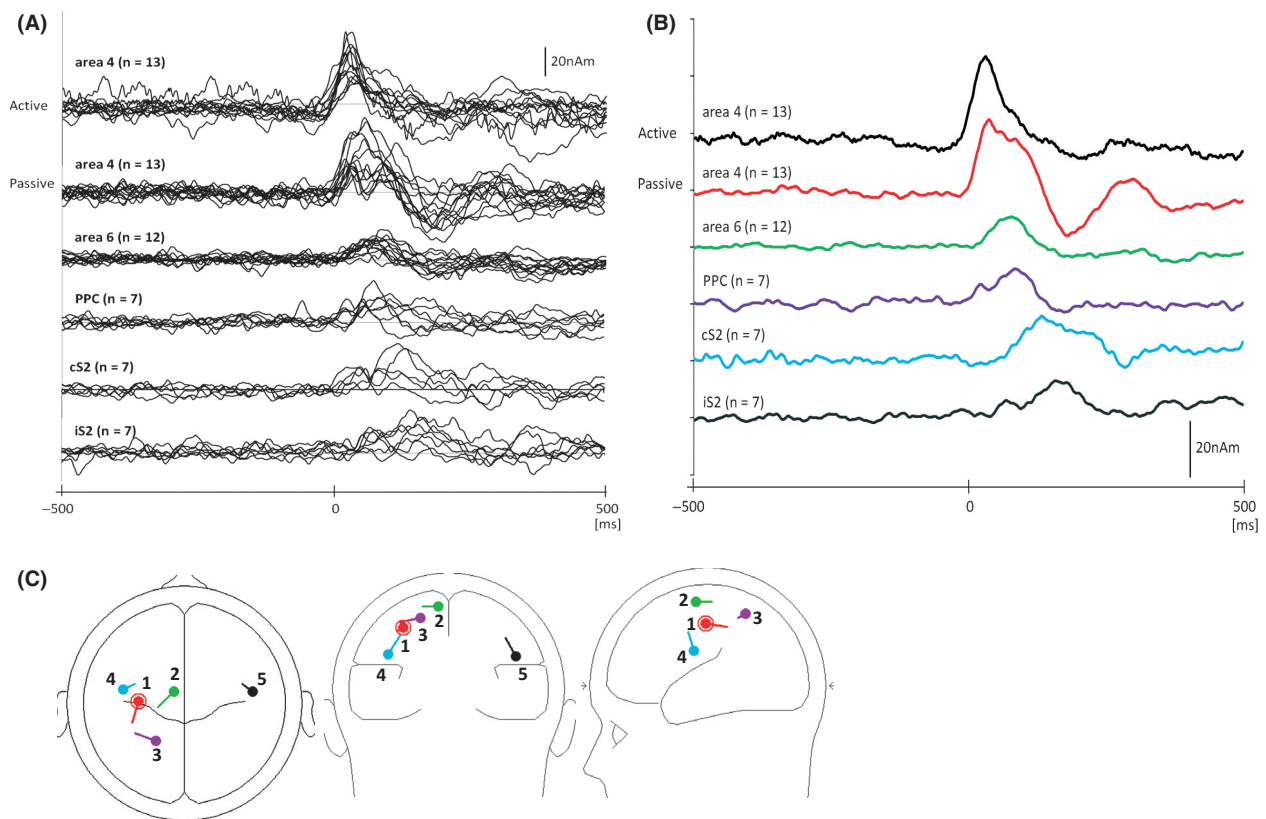 (A)
area 4 (n = 13)
20nAm
Active
area 4 (n = 13)
Passive
area 6 (n = 12)
PPC (n = 7)
cS2 (n = 7)
iS2 (n = 7)
−500 0 500
[ms]
(B)
area 4 (n = 13)
Active
area 4 (n = 13)
Passive
area 6 (n = 12)
PPC (n = 7)
cS2 (n = 7)
iS2 (n = 7)
20nAm
−500 0 500
[ms]
(C)
4 1 2 5
3
2
3
1
4 5
2
1 3
4